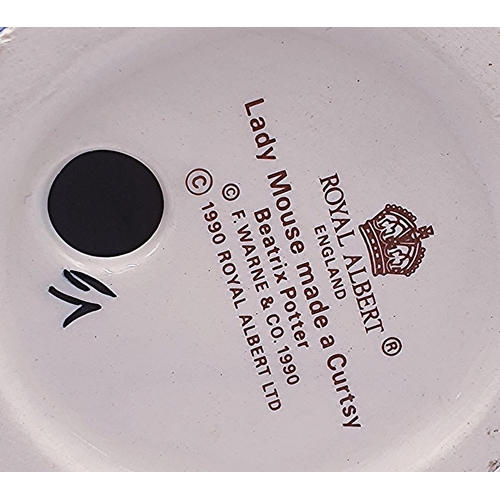 ROYAL ALBERT ®
ENGLAND
Lady Mouse made a Curtsy
Beatrix Potter
© F. WARNE & CO. 1990
© 1990 ROYAL ALBERT LTD